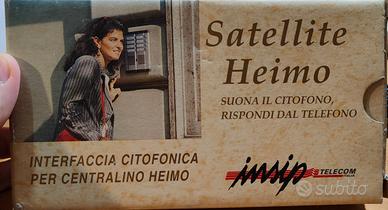 Satellite
Heimo
SUONA IL CITOFONO,
RISPONDI DAL TELEFONO
INTERFACCIA CITOFONICA
PER CENTRALINO HEIMO
insip
TELECOM
subito